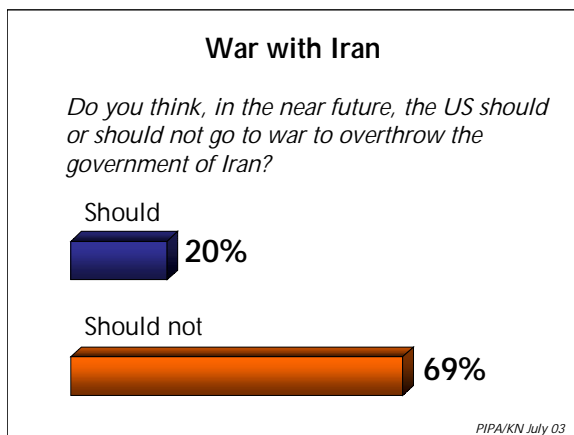 War with Iran
Do you think, in the near future, the US should
or should not go to war to overthrow the
government of Iran?
Should
20%
Should not
69%
PIPA/KN July 03